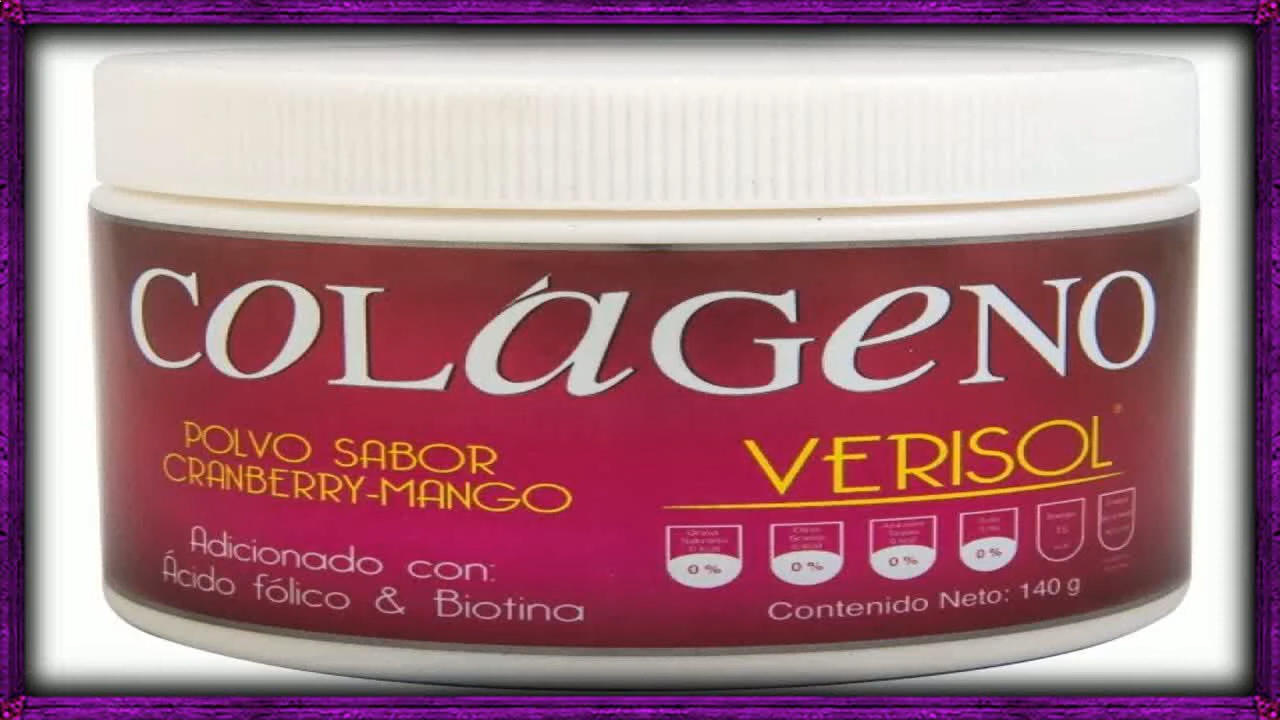 COLáGeNO
POLVO SABOR
CRANBERRY-MANGO
VERISOL®
Adicionado con:
Ácido fólico & Biotina
0 %
0 %
0 %
0 %
Contenido Neto: 140 g